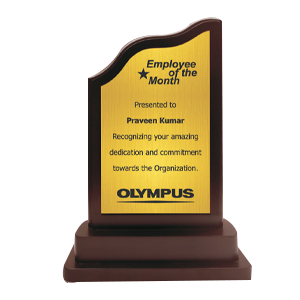 Employee
of the
Month
Presented to
Praveen Kumar
Recognizing your amazing
dedication and commitment
towards the Organization.
OLYMPUS